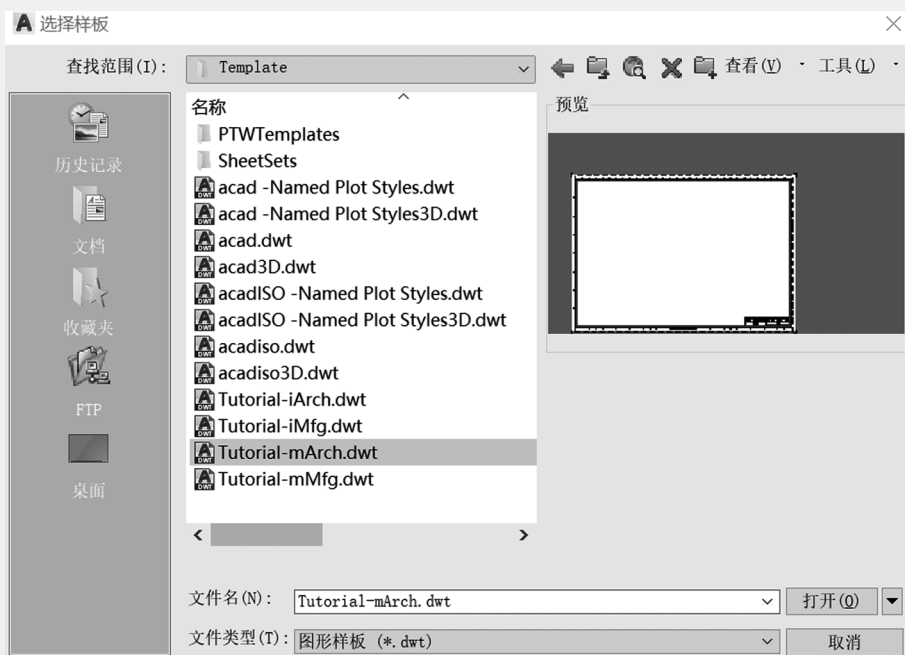 选择样板
查找范围(I): Template 查看(V) 工具(L)
名称
预览
PTWTemplates
SheetSets
acad -Named Plot Styles.dwt
acad -Named Plot Styles3D.dwt
acad.dwt
acad3D.dwt
acadISO -Named Plot Styles.dwt
acadISO -Named Plot Styles3D.dwt
acadiso.dwt
acadiso3D.dwt
Tutorial-iArch.dwt
Tutorial-iMfg.dwt
Tutorial-mArch.dwt
Tutorial-mMfg.dwt
历史记录
文档
收藏夹
FTP
桌面
文件名(N): Tutorial-mArch.dwt 打开(O)
文件类型(T): 图形样板 (*.dwt) 取消